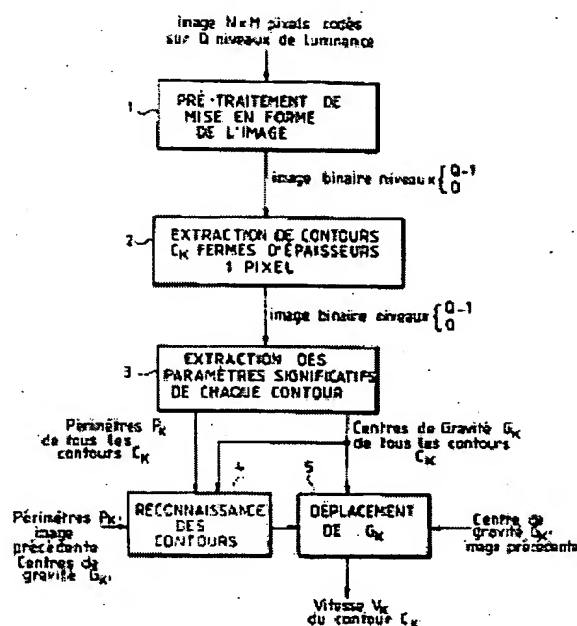 image N×M pixels codés
sur Q niveaux de luminance
1
PRÉ-TRAITEMENT DE
MISE EN FORME
DE L'IMAGE
image binaire niveaux { Q-1
0
2
EXTRACTION DE CONTOURS
CK FERMÉS D'ÉPAISSEURS
1 PIXEL
image binaire niveaux { Q-1
0
3
EXTRACTION DES
PARAMÈTRES SIGNIFICATIFS
DE CHAQUE CONTOUR
Périmètres PK
de tous les
contours CK
Centres de Gravité GK
de tous les contours
CK
4
5
Périmètres PK'
image
précédente
Centres de
gravité GK'
RECONNAISSANCE
DES
CONTOURS
DÉPLACEMENT
DE GK
Centre de
gravité GK'
image précédente
Vitesse VK
du contour CK